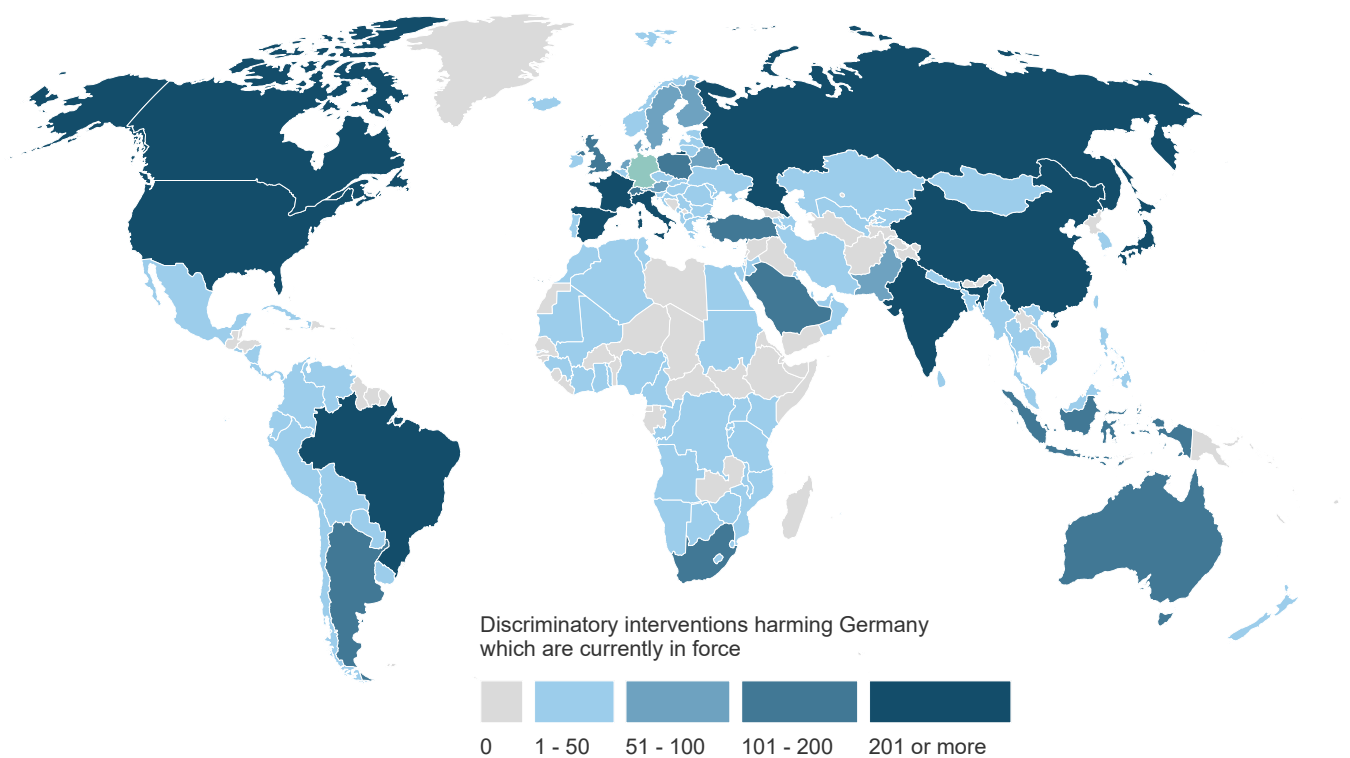 Discriminatory interventions harming Germany
which are currently in force
0 1 - 50 51 - 100 101 - 200 201 or more